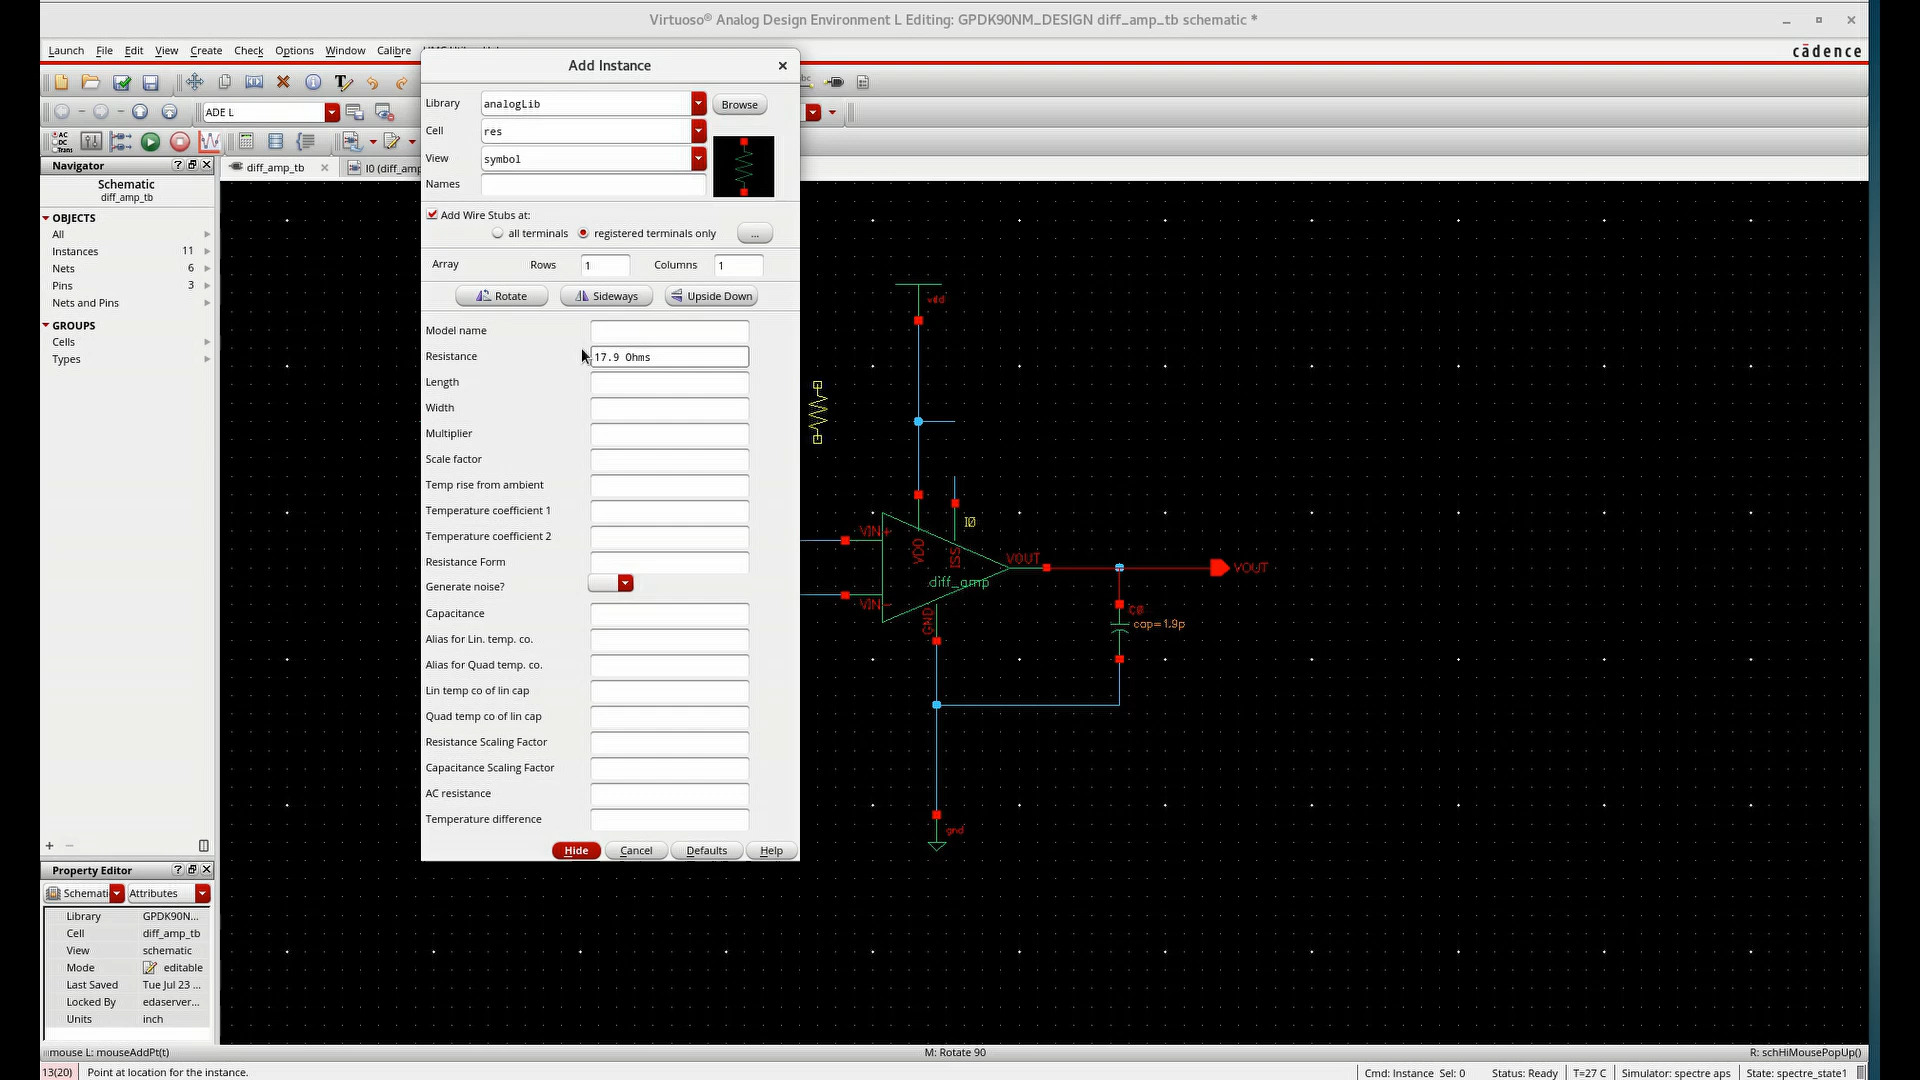 Virtuoso® Analog Design Environment L Editing: GPDK90NM_DESIGN diff_amp_tb schematic *
Launch File Edit View Create Check Options Window Calibre
cādence
ADE L
AC
DC
Trans
Navigator
diff_amp_tb
I0 (diff_amp
Schematic
diff_amp_tb
OBJECTS
All
Instances 11
Nets 6
Pins 3
Nets and Pins
GROUPS
Cells
Types
Property Editor
Schemati
Attributes
Library GPDK90N...
Cell diff_amp_tb
View schematic
Mode editable
Last Saved Tue Jul 23 ...
Locked By edaserver...
Units inch
Add Instance
Library analogLib Browse
Cell res
View symbol
Names
Add Wire Stubs at:
all terminals registered terminals only ...
Array Rows 1 Columns 1
Rotate Sideways Upside Down
Model name
Resistance 17.9 Ohms
Length
Width
Multiplier
Scale factor
Temp rise from ambient
Temperature coefficient 1
Temperature coefficient 2
Resistance Form
Generate noise?
Capacitance
Alias for Lin. temp. co.
Alias for Quad temp. co.
Lin temp co of lin cap
Quad temp co of lin cap
Resistance Scaling Factor
Capacitance Scaling Factor
AC resistance
Temperature difference
Hide Cancel Defaults Help
vdd
I0
VIN+
VDD
ISS
VOUT
VOUT
diff_amp
VIN-
GND
C0
cap=1.9p
gnd
mouse L: mouseAddPt(t) M: Rotate 90 R: schHiMousePopUp()
13(20) Point at location for the instance. Cmd: Instance Sel: 0 Status: Ready T=27 C Simulator: spectre aps State: spectre_state1